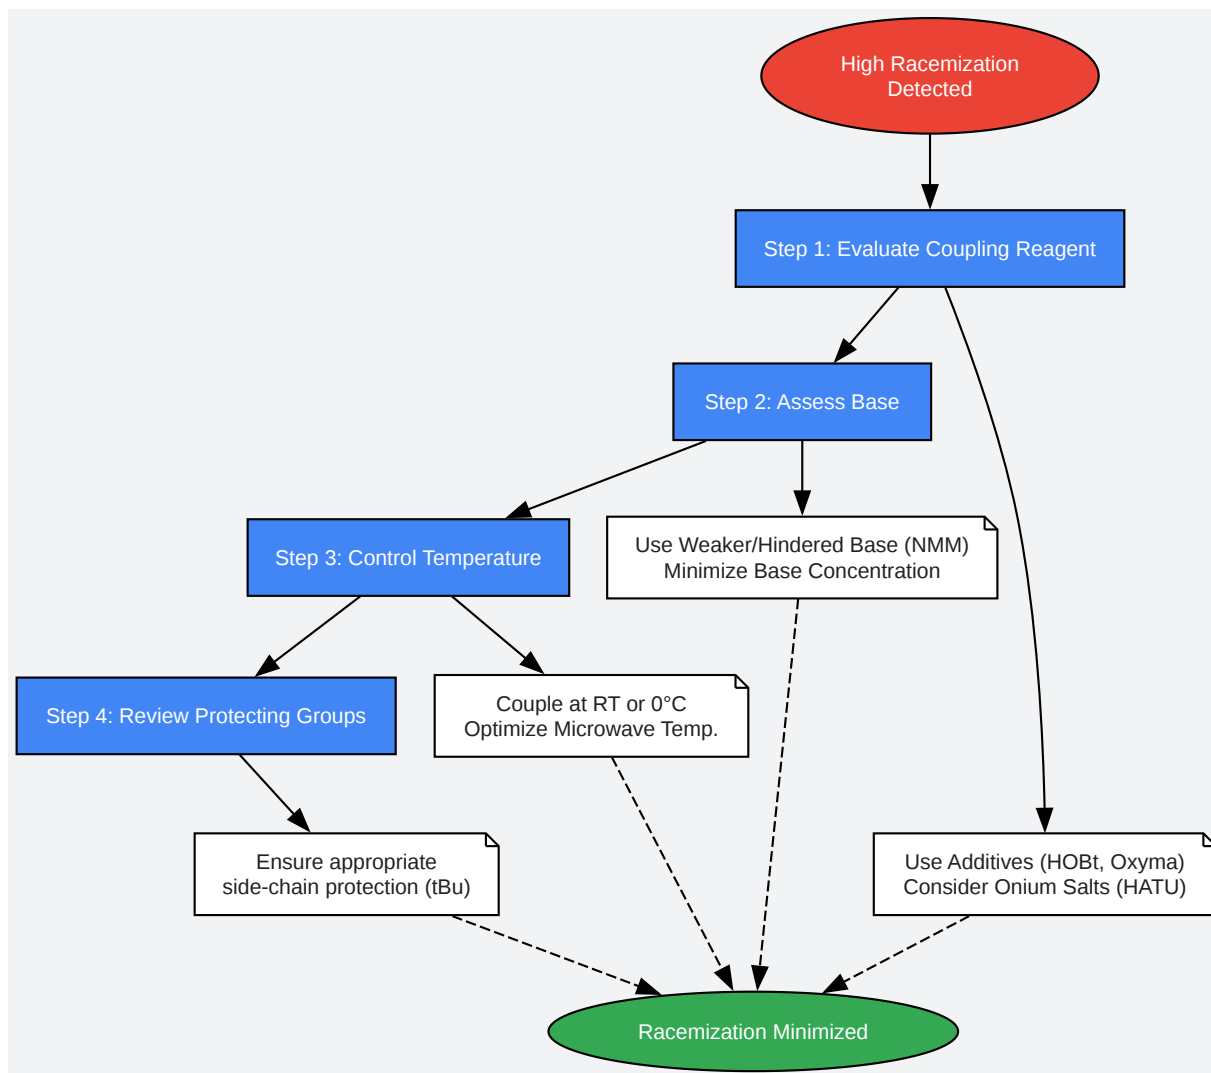 High Racemization
Detected
Step 1: Evaluate Coupling Reagent
Step 2: Assess Base
Step 3: Control Temperature
Use Weaker/Hindered Base (NMM)
Minimize Base Concentration
Step 4: Review Protecting Groups
Couple at RT or 0°C
Optimize Microwave Temp.
Ensure appropriate
side-chain protection (tBu)
Use Additives (HOBt, Oxyma)
Consider Onium Salts (HATU)
Racemization Minimized